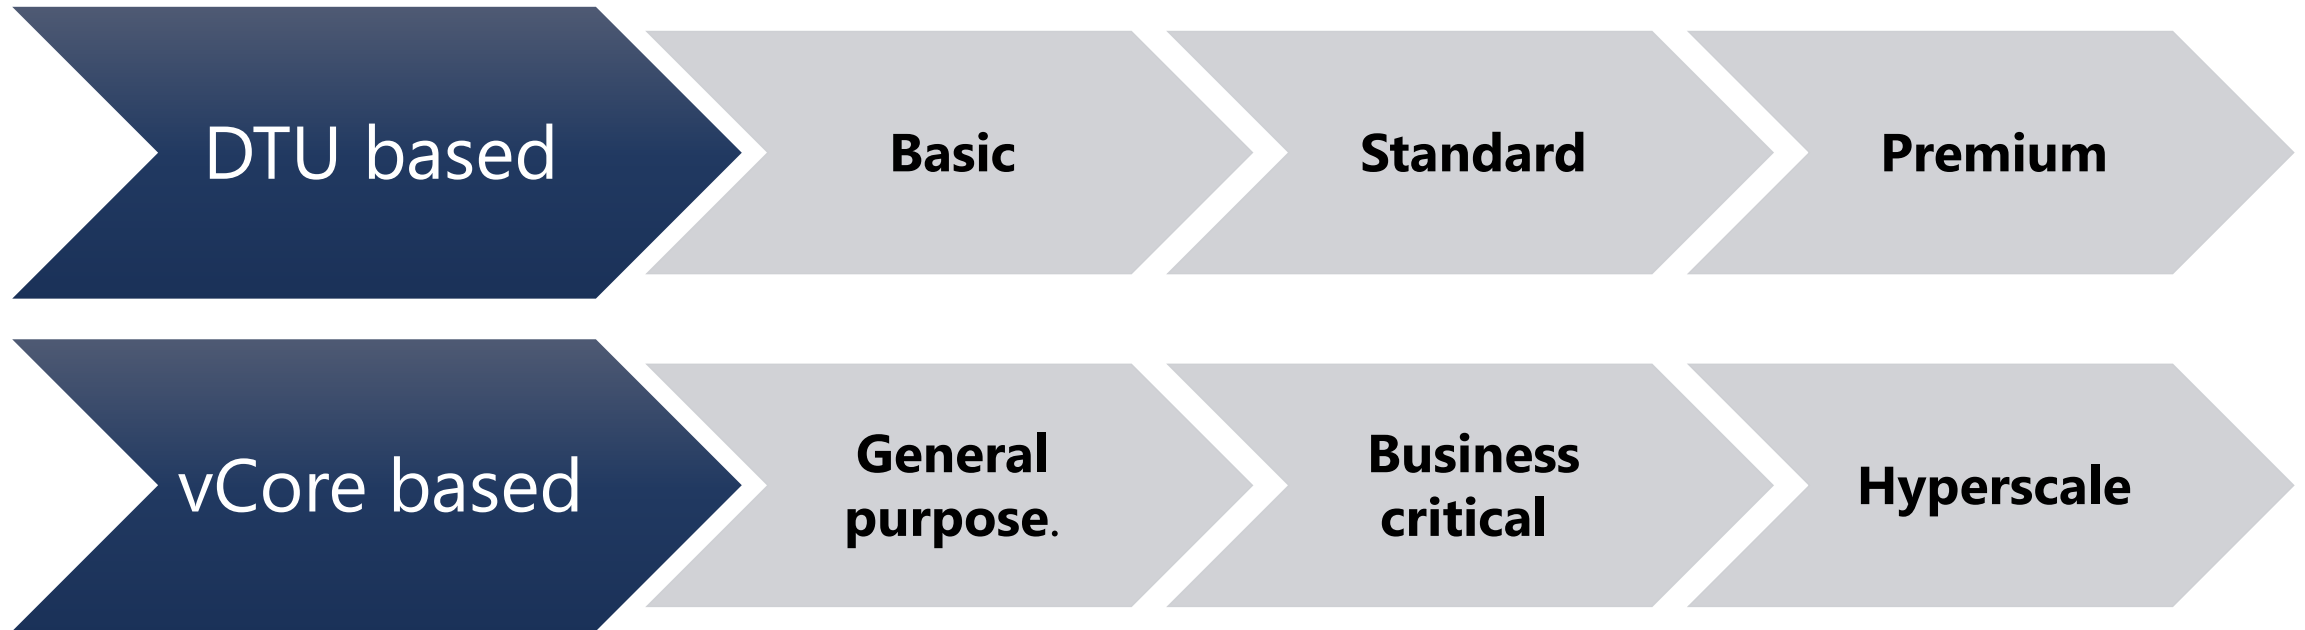 DTU based
Basic
Standard
Premium
vCore based
General
purpose.
Business
critical
Hyperscale